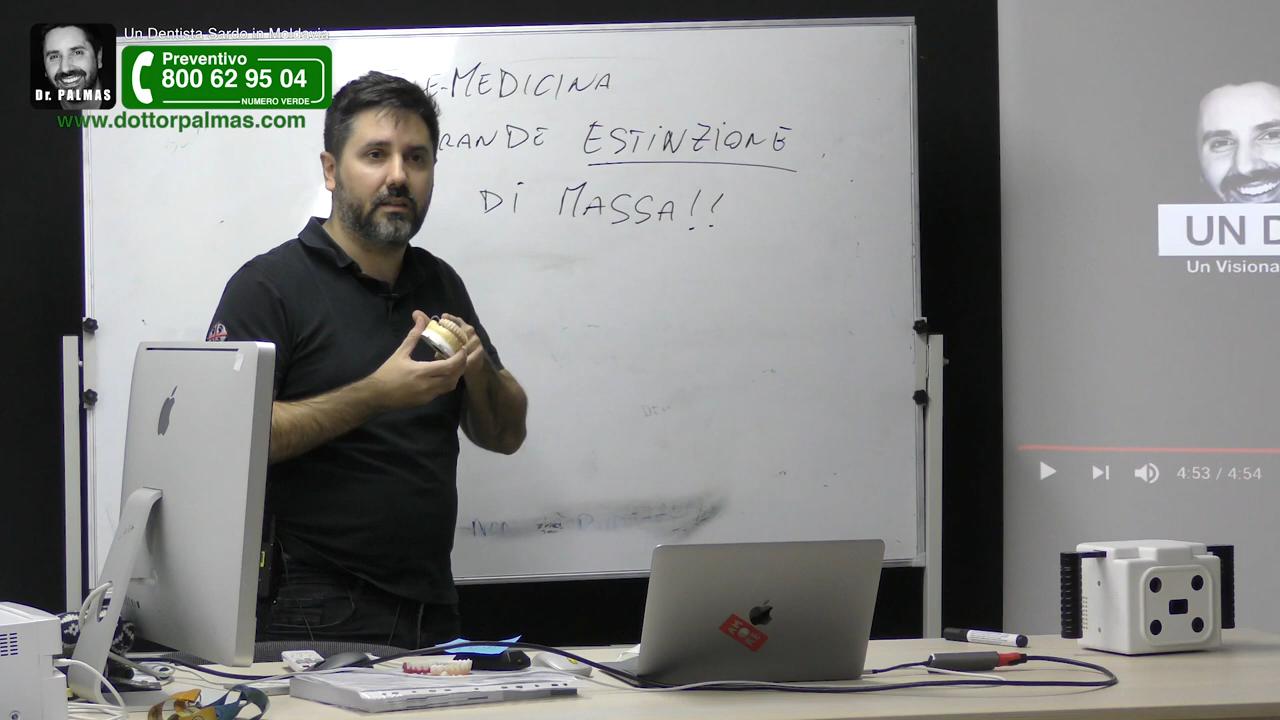 Un Dentista Sardo in Moldavia
Preventivo
800 62 95 04
NUMERO VERDE
Dr. PALMAS
www.dottorpalmas.com
E-MEDICINA
RANDE ESTINZIONE
DI MASSA!!
UN D
Un Visiona
4:53 / 4:54